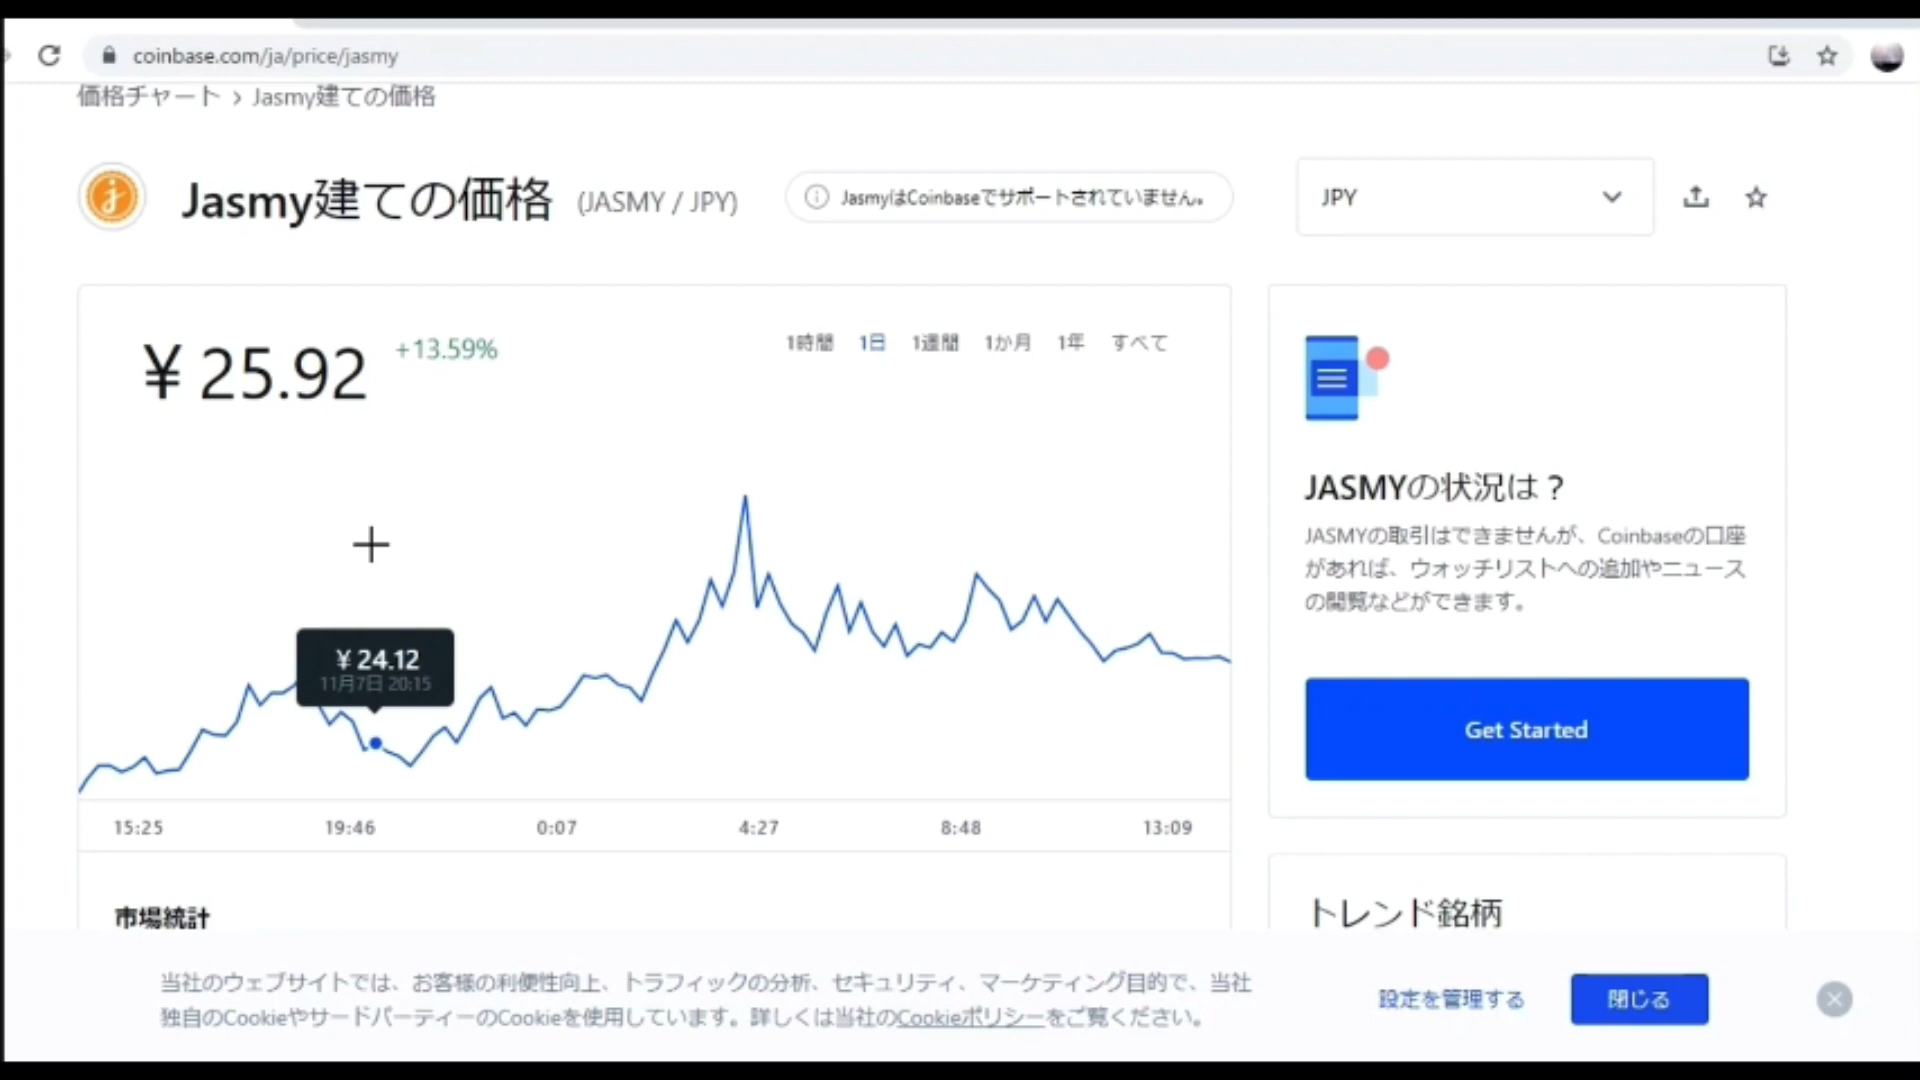 coinbase.com/ja/price/jasmy
価格チャート › Jasmy建ての価格
Jasmy建ての価格 (JASMY / JPY)
JasmyはCoinbaseでサポートされていません。
JPY
¥ 25.92 +13.59%
1時間 1日 1週間 1か月 1年 すべて
¥ 24.12
11月7日 20:15
15:25 19:46 0:07 4:27 8:48 13:09
市場統計
JASMYの状況は？
JASMYの取引はできませんが、Coinbaseの口座
があれば、ウォッチリストへの追加やニュース
の閲覧などができます。
Get Started
トレンド銘柄
当社のウェブサイトでは、お客様の利便性向上、トラフィックの分析、セキュリティ、マーケティング目的で、当社
独自のCookieやサードパーティーのCookieを使用しています。詳しくは当社のCookieポリシーをご覧ください。
設定を管理する
閉じる